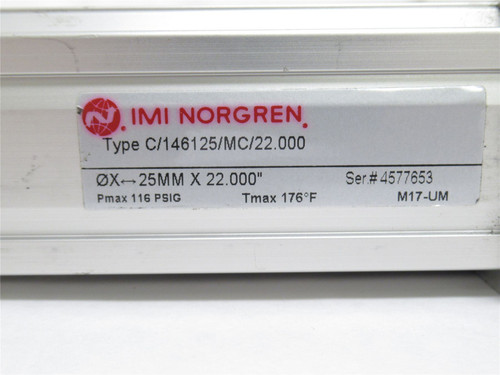 IMI NORGREN.
Type C/146125/MC/22.000
ØX↔25MM X 22.000" Ser.# 4577653
Pmax 116 PSIG Tmax 176°F M17-UM